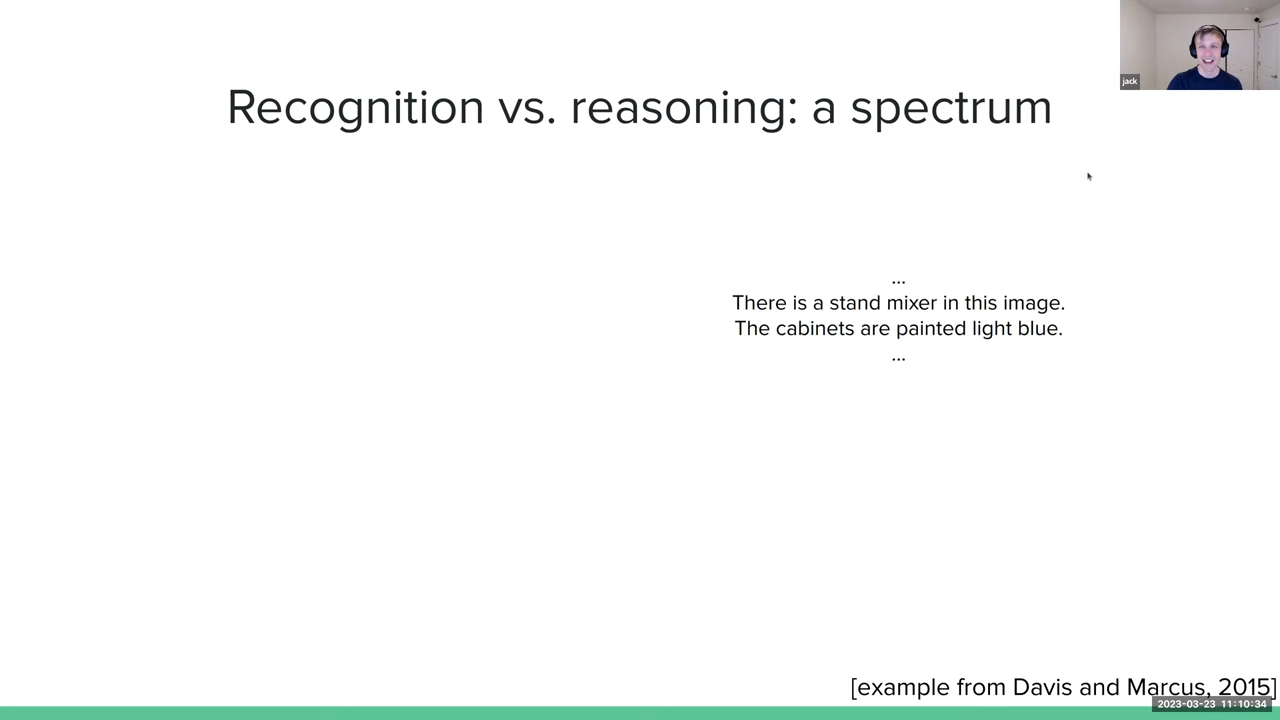 jack
Recognition vs. reasoning: a spectrum
...
There is a stand mixer in this image.
The cabinets are painted light blue.
...
[example from Davis and Marcus, 2015]
2023-03-23 11:10:34